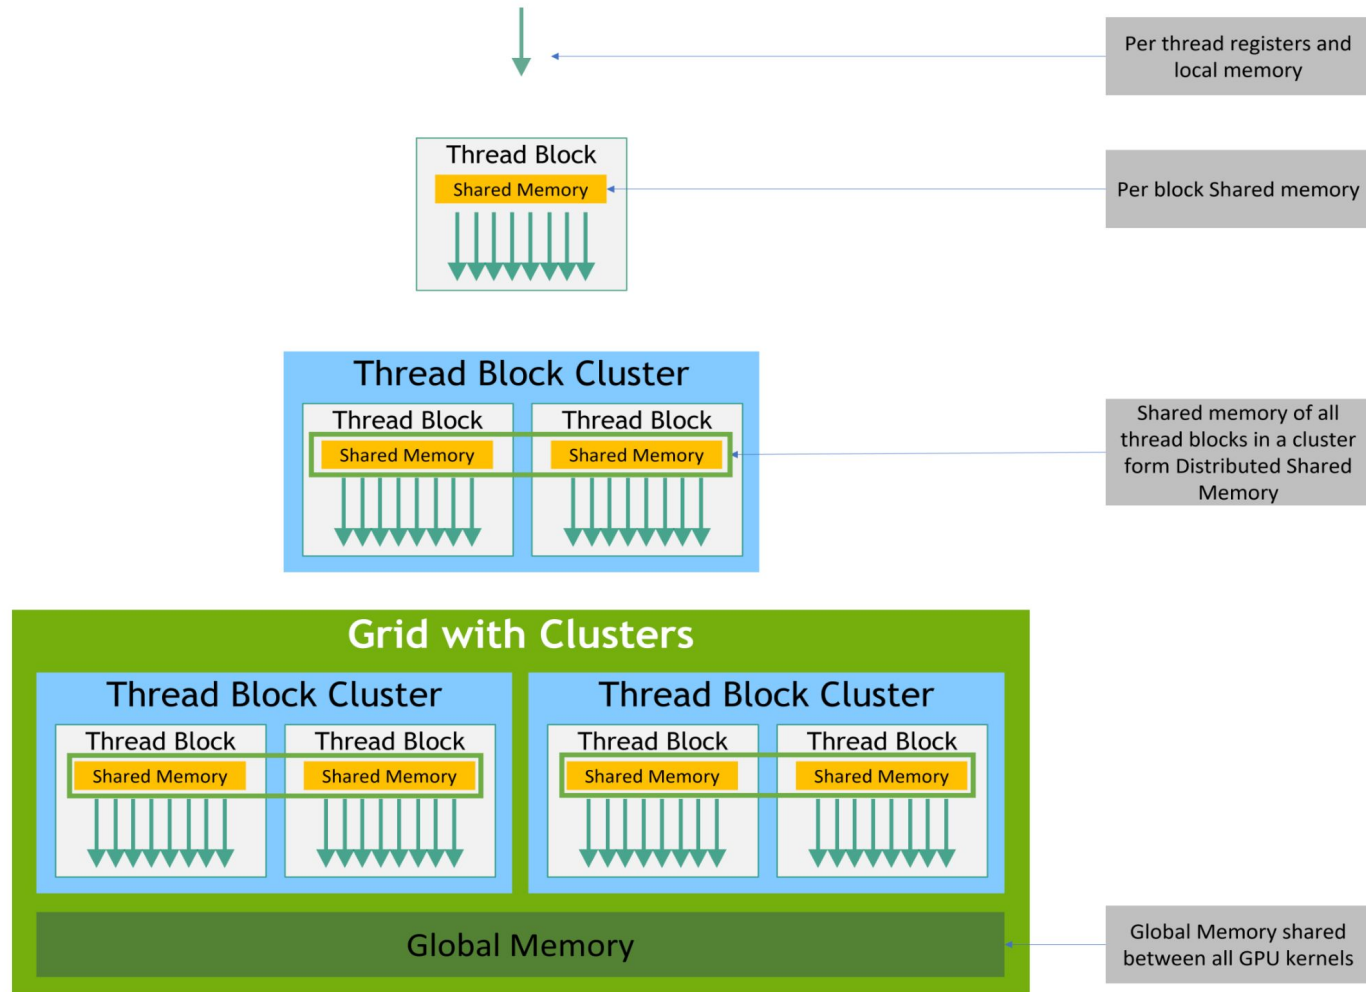 Per thread registers and
local memory
Thread Block
Shared Memory
Per block Shared memory
Thread Block Cluster
Thread Block
Thread Block
Shared Memory
Shared Memory
Shared memory of all
thread blocks in a cluster
form Distributed Shared
Memory
Grid with Clusters
Thread Block Cluster
Thread Block Cluster
Thread Block
Thread Block
Thread Block
Thread Block
Shared Memory
Shared Memory
Shared Memory
Shared Memory
Global Memory
Global Memory shared
between all GPU kernels